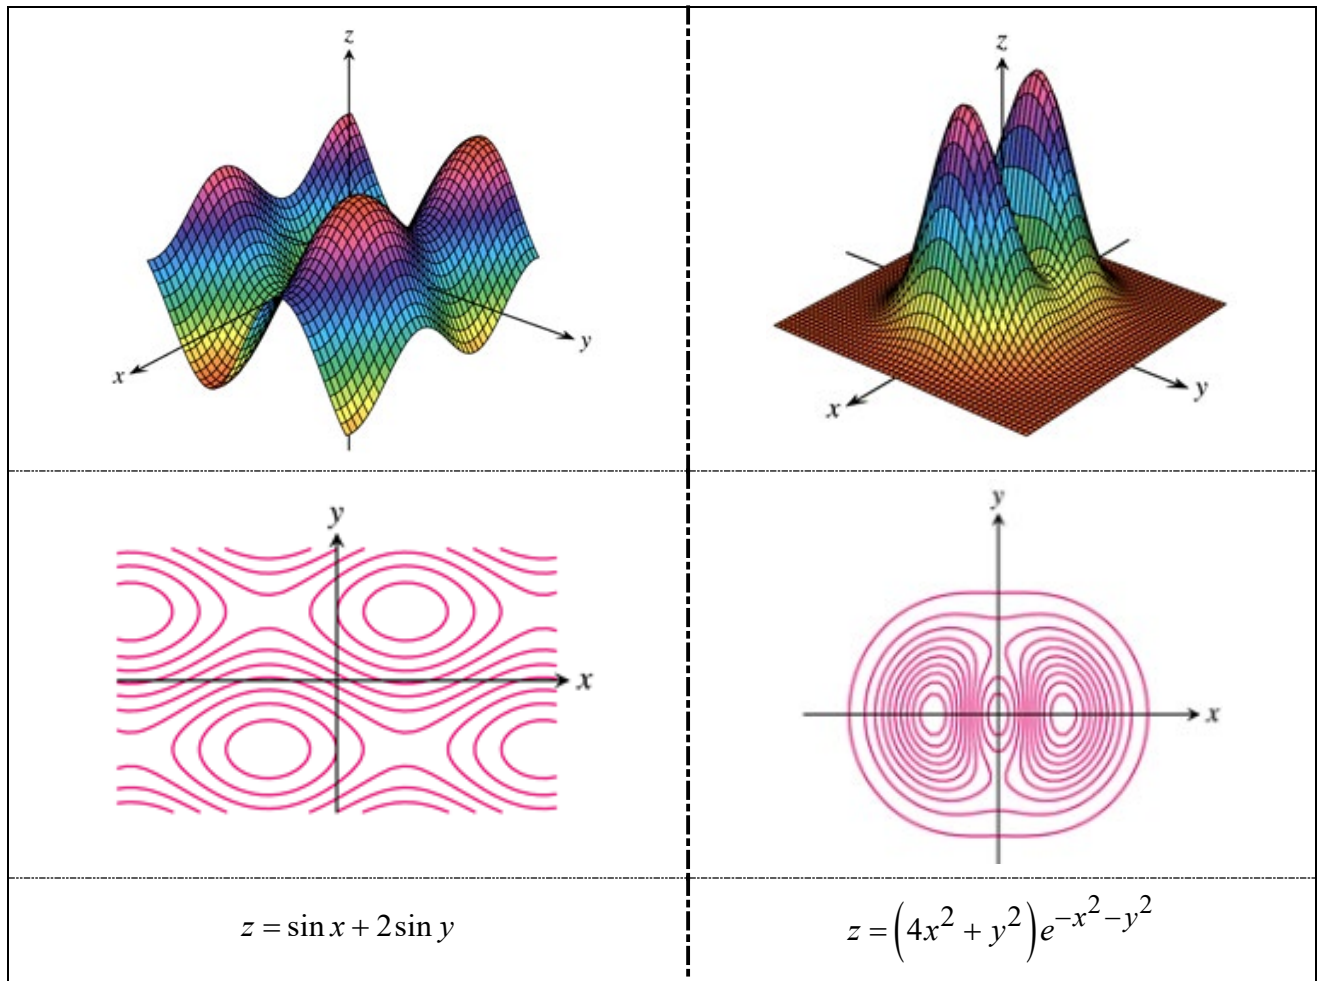 z
x
y
z
x
y
y
x
y
x
z = sin x + 2 sin y
z = (4x² + y²)e^{-x²-y²}